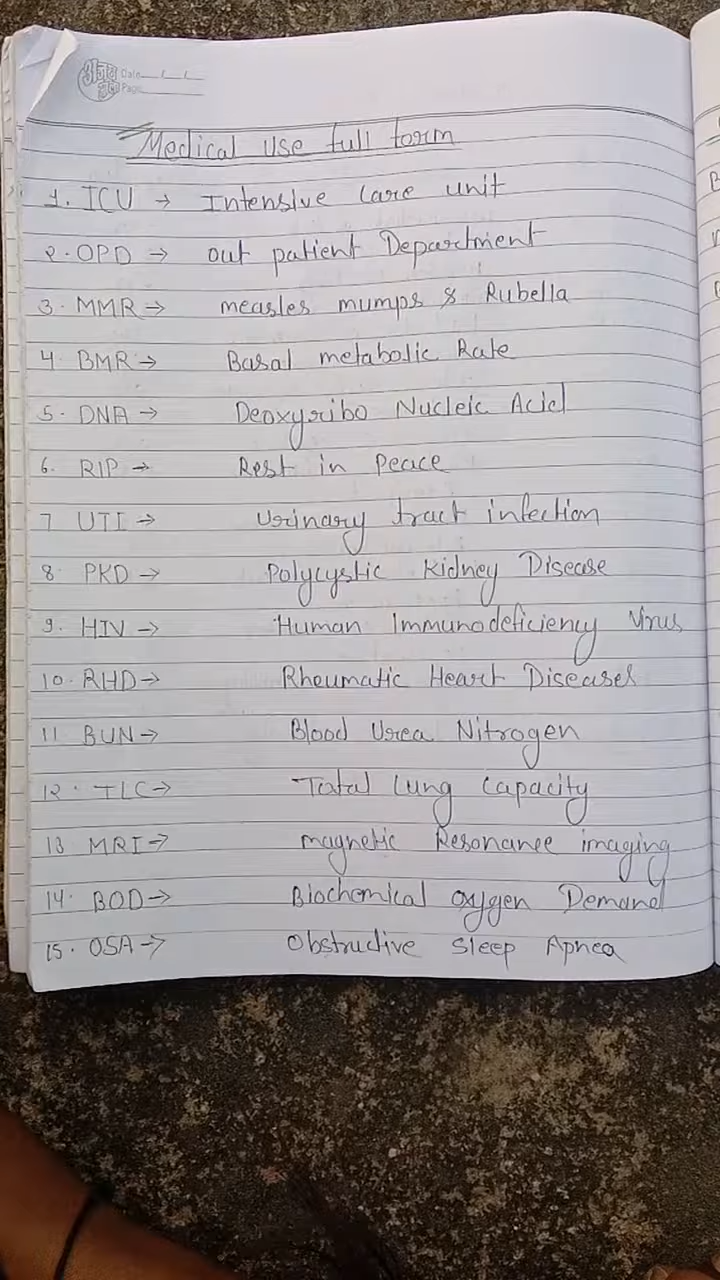 Date / /
Page
Medical use full form
1. ICU → Intensive Care unit
2. OPD → out patient Department
3. MMR → measles mumps & Rubella
4. BMR → Basal metabolic Rate
5. DNA → Deoxyribo Nucleic Acid
6. RIP → Rest in Peace
7 UTI → Urinary tract infection
8. PKD → Polycystic Kidney Disease
9. HIV → Human Immunodeficiency Virus
10. RHD → Rheumatic Heart Diseases
11 BUN → Blood Urea Nitrogen
12. TLC → Total Lung Capacity
13 MRI → magnetic Resonance imaging
14. BOD → Biochemical oxygen Demand
15. OSA → Obstructive Sleep Apnea